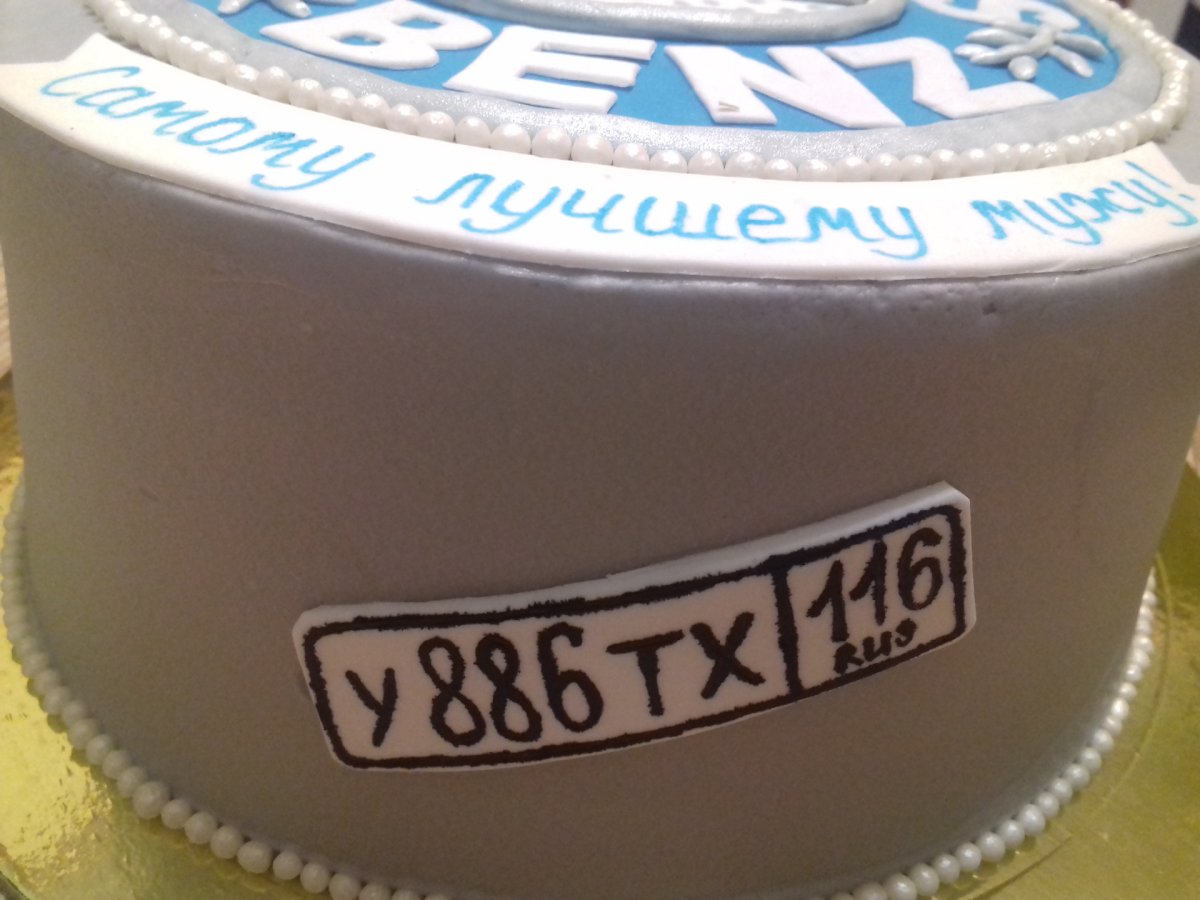 BENZ
Самому лучшему мужу!
У886ТХ 116
RUS